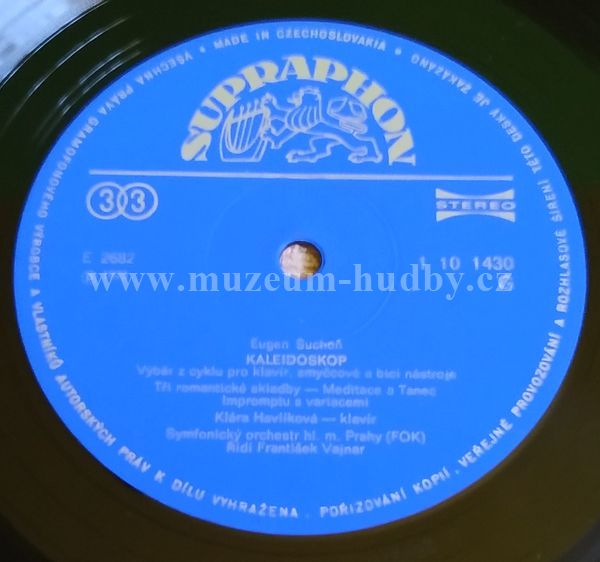 VŠECHNA PRÁVA GRAMOFONOVÉHO VÝROBCE A VLASTNÍKŮ AUTORSKÝCH PRÁV K DÍLU VYHRAŽENA . POŘIZOVÁNÍ KOPIÍ . VEŘEJNÉ PROVOZOVÁNÍ A ROZHLASOVÉ ŠÍŘENÍ TÉTO DESKY JE ZAKÁZÁNO
MADE IN CZECHOSLOVAKIA
SUPRAPHON
33
STEREO
E 2682
1 10 1430
G
www.muzeum-hudby.cz
Eugen Suchoň
KALEIDOSKOP
Výběr z cyklu pro klavír, smyčcové a bicí nástroje
Tři romantické skladby — Meditace a Tanec
Impromptu s variacemi
Klára Havlíková — klavír
Symfonický orchestr hl. m. Prahy (FOK)
Řídí František Vajnar